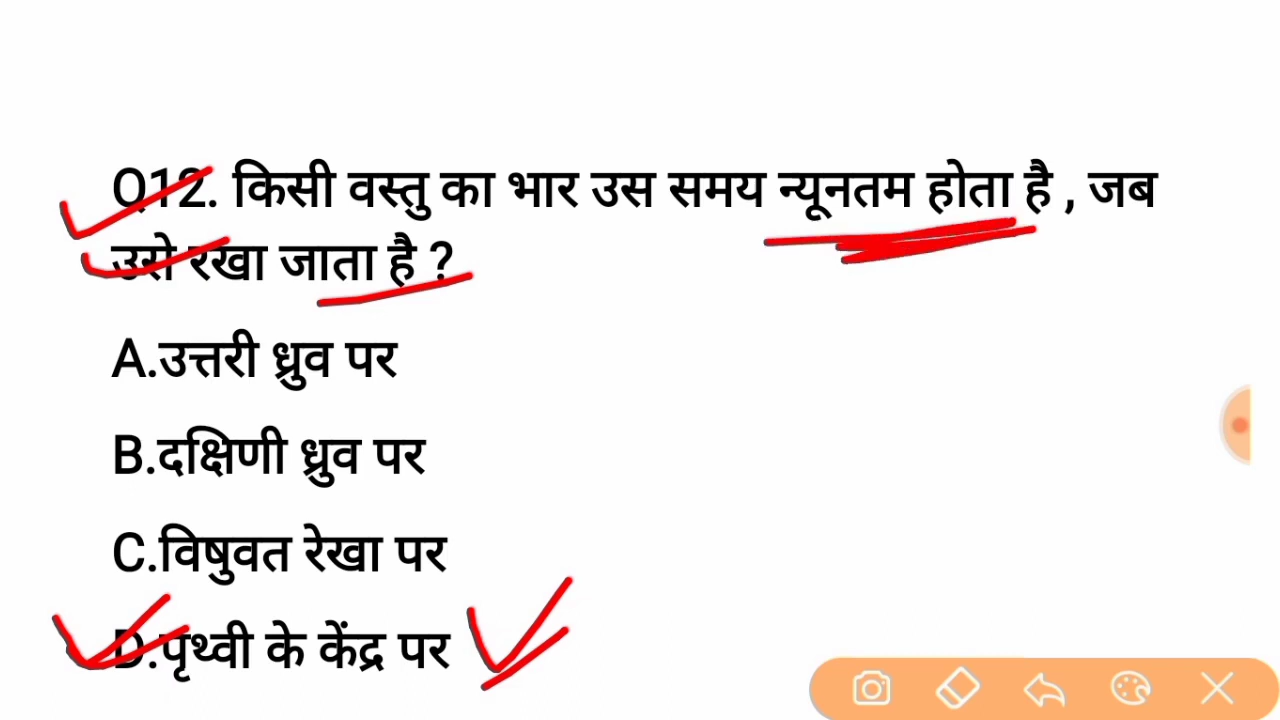 Q12. किसी वस्तु का भार उस समय न्यूनतम होता है , जब
उसे रखा जाता है ?
A.उत्तरी ध्रुव पर
B.दक्षिणी ध्रुव पर
C.विषुवत रेखा पर
D.पृथ्वी के केंद्र पर